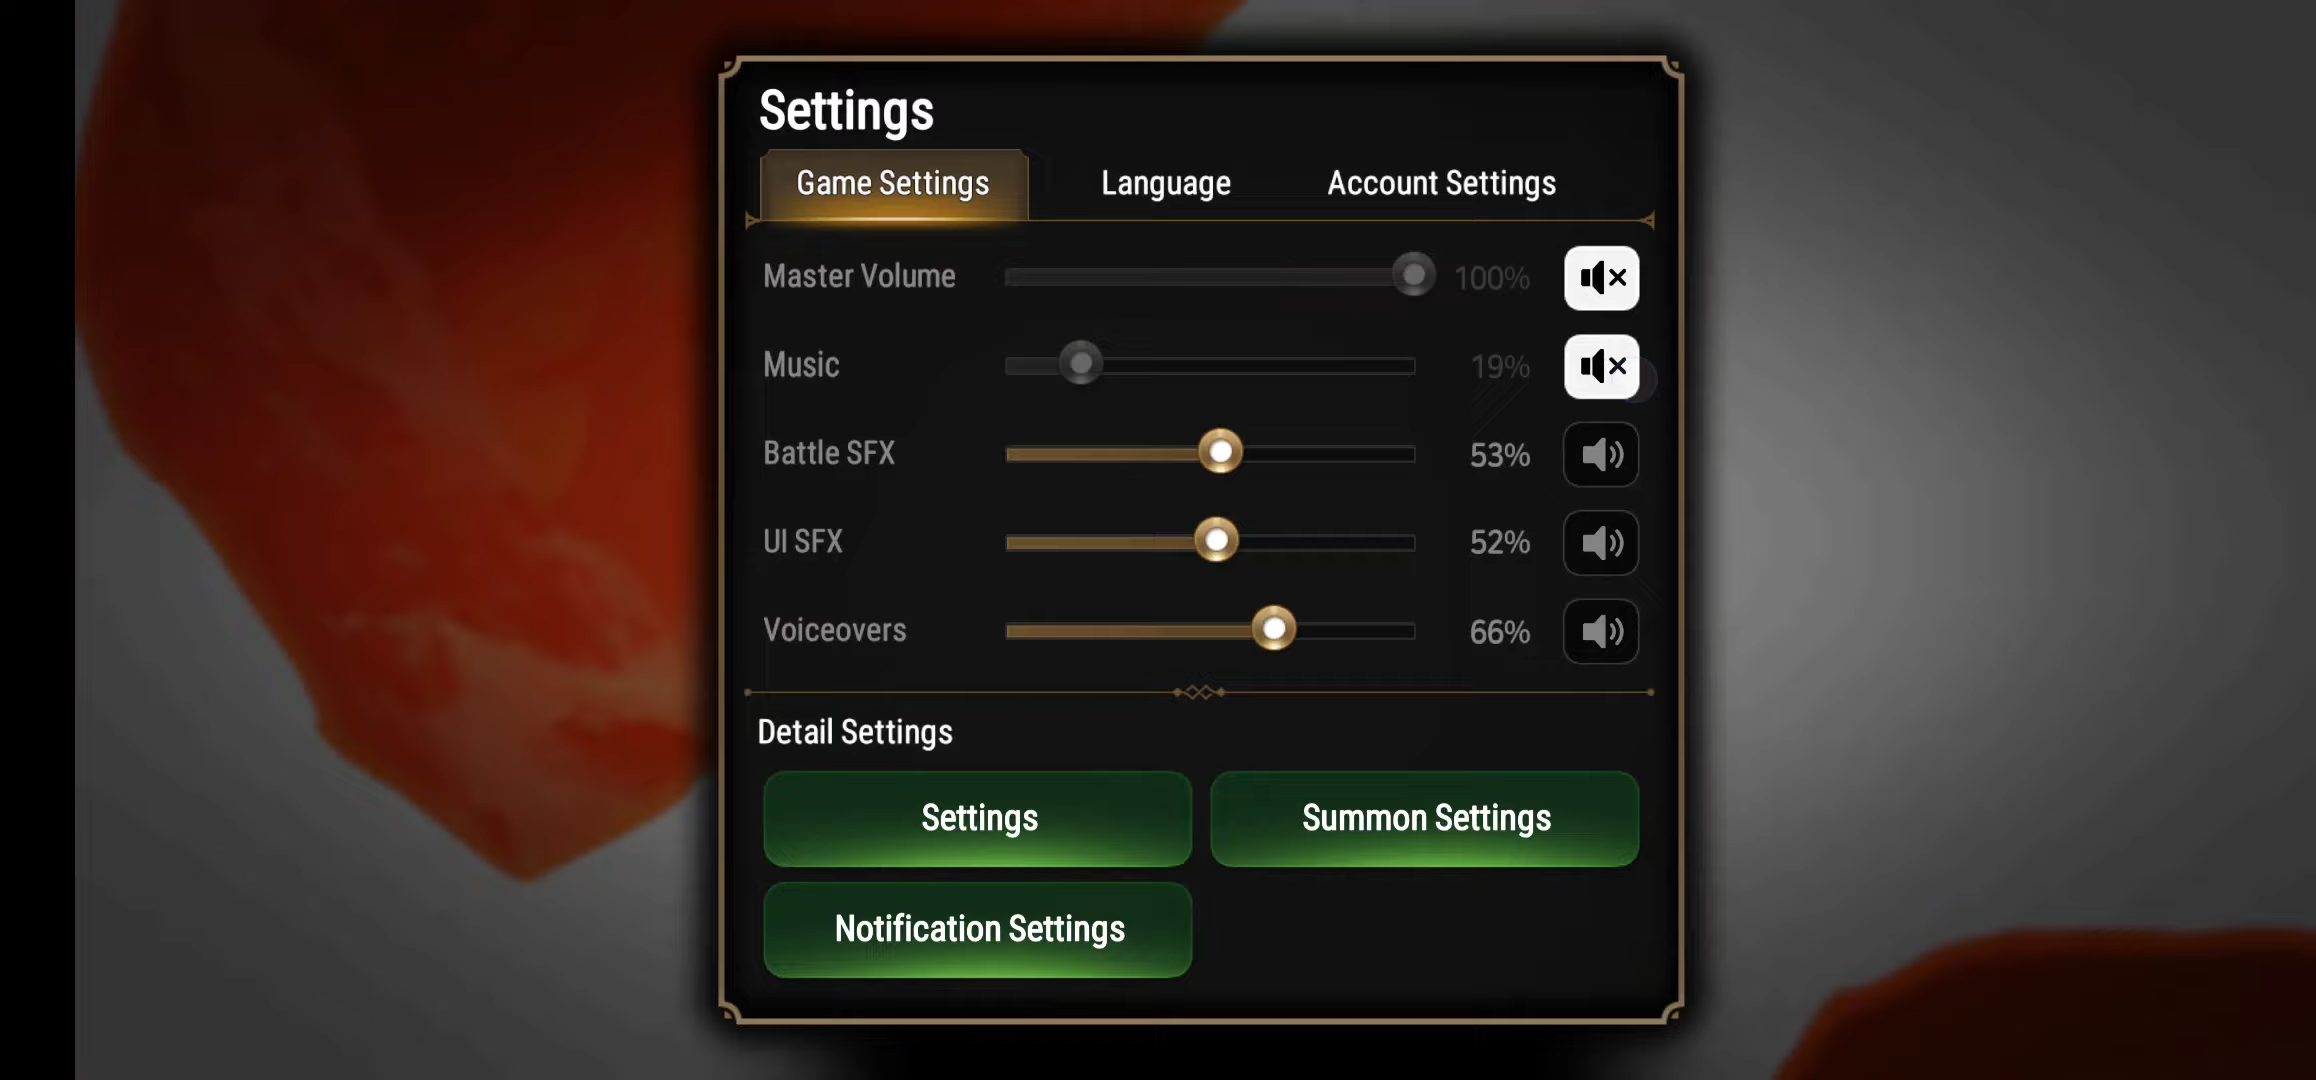 Settings
Game Settings Language Account Settings
Master Volume 100%
Music 19%
Battle SFX 53%
UI SFX 52%
Voiceovers 66%
Detail Settings
Settings Summon Settings
Notification Settings